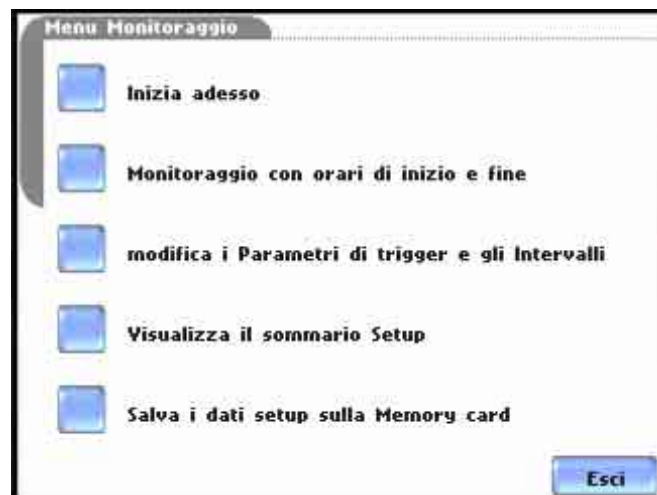 Menu Monitoraggio
Inizia adesso
Monitoraggio con orari di inizio e fine
modifica i Parametri di trigger e gli Intervalli
Visualizza il sommario Setup
Salva i dati setup sulla Memory card
Esci